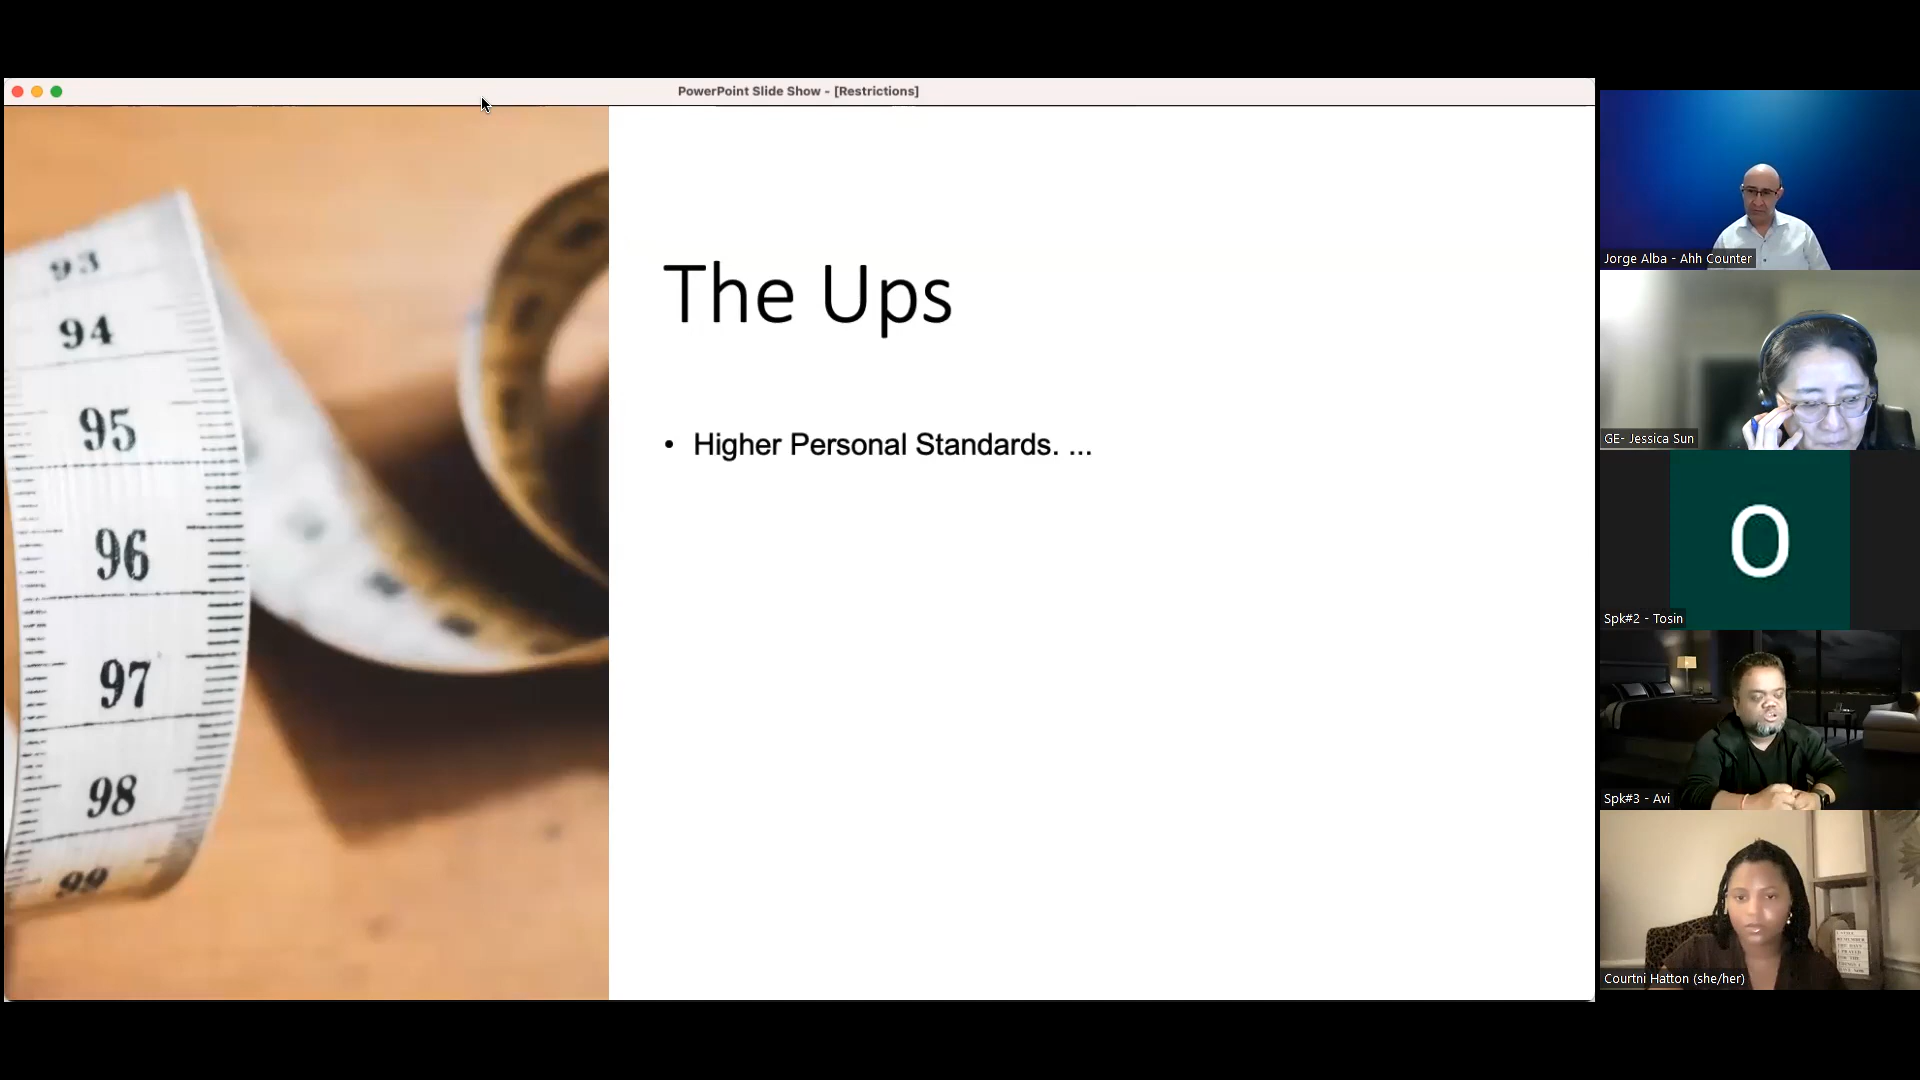 PowerPoint Slide Show - [Restrictions]
93
94
95
96
97
98
99
The Ups
• Higher Personal Standards. ...
Jorge Alba - Ahh Counter
GE- Jessica Sun
O
Spk#2 - Tosin
Spk#3 - Avi
Courtni Hatton (she/her)